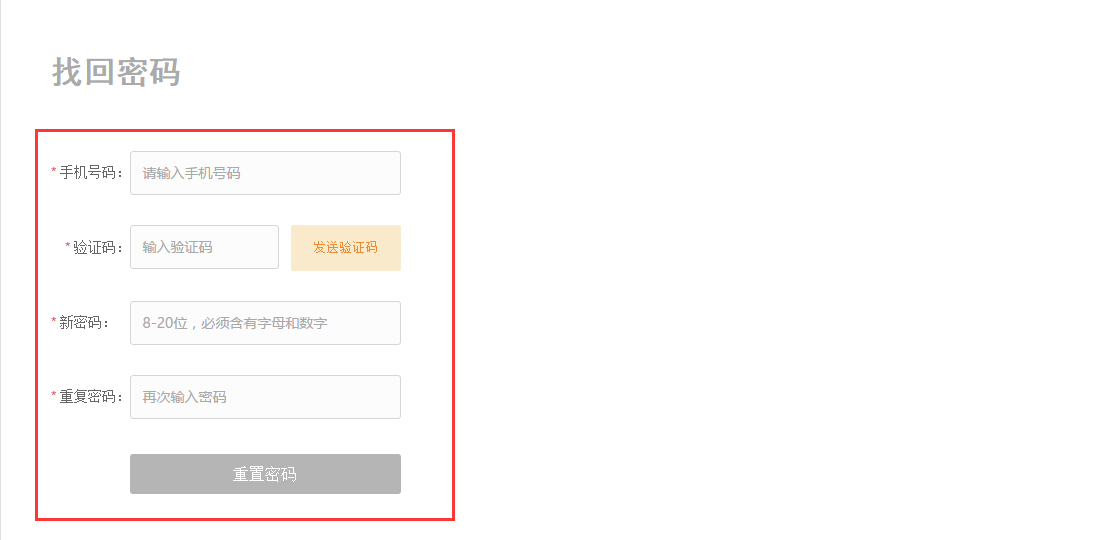 找回密码
* 手机号码： 请输入手机号码
* 验证码： 输入验证码 发送验证码
* 新密码： 8-20位，必须含有字母和数字
* 重复密码： 再次输入密码
重置密码